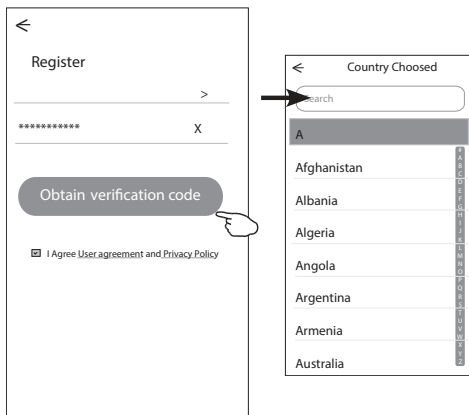 Register
>
*********** X
Obtain verification code
I Agree User agreement and Privacy Policy
Country Choosed
Search
A
Afghanistan
Albania
Algeria
Angola
Argentina
Armenia
Australia
#
A
B
C
D
E
F
G
H
I
J
K
L
M
N
O
P
Q
R
S
T
U
V
W
X
Y
Z